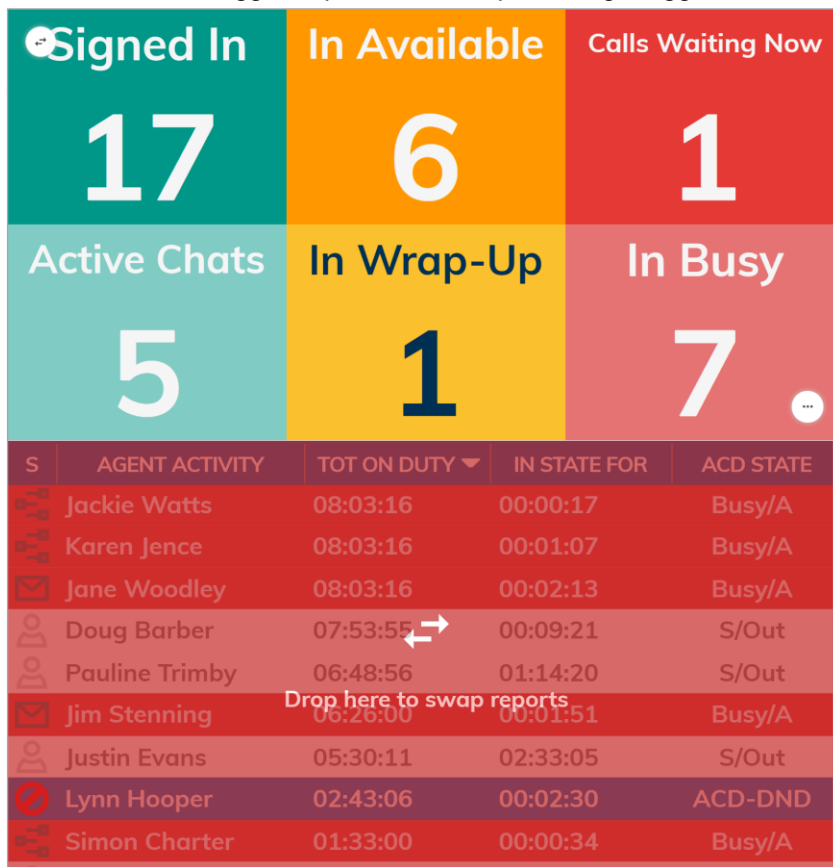 Signed In In Available Calls Waiting Now
17 6 1
Active Chats In Wrap-Up In Busy
5 1 7
S AGENT ACTIVITY TOT ON DUTY IN STATE FOR ACD STATE
Jackie Watts 08:03:16 00:00:17 Busy/A
Karen Jence 08:03:16 00:01:07 Busy/A
Jane Woodley 08:03:16 00:02:13 Busy/A
Doug Barber 07:53:55 00:09:21 S/Out
Pauline Trimby 06:48:56 01:14:20 S/Out
Drop here to swap reports
Jim Stenning 06:26:00 00:01:51 Busy/A
Justin Evans 05:30:11 02:33:05 S/Out
Lynn Hooper 02:43:06 00:02:30 ACD-DND
Simon Charter 01:33:00 00:00:34 Busy/A